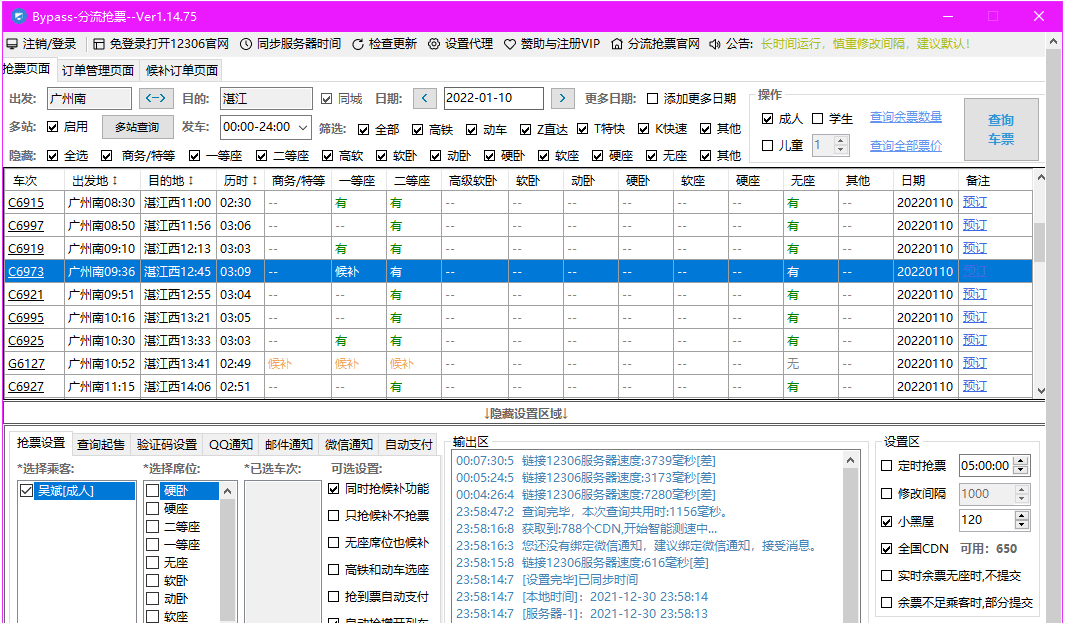 Bypass-分流抢票--Ver1.14.75
注销/登录 免登录打开12306官网 同步服务器时间 检查更新 设置代理 赞助与注册VIP 分流抢票官网 公告: 长时间运行，慎重修改间隔，建议默认!
抢票页面 订单管理页面 候补订单页面
出发: 广州南 <--> 目的: 湛江 同城 日期: < 2022-01-10 > 更多日期: 添加更多日期
多站: 启用 多站查询 发车: 00:00-24:00 筛选: 全部 高铁 动车 Z直达 T特快 K快速 其他
隐藏: 全选 商务/特等 一等座 二等座 高软 软卧 动卧 硬卧 软座 硬座 无座 其他
操作
成人 学生 查询余票数量
儿童 1 查询全部票价
查询
车票
车次 出发地↕ 目的地↕ 历时↕ 商务/特等 一等座 二等座 高级软卧 软卧 动卧 硬卧 软座 硬座 无座 其他 日期 备注
C6915 广州南08:30 湛江西11:00 02:30 -- 有 有 -- -- -- -- -- -- 有 -- 20220110 预订
C6997 广州南08:50 湛江西11:56 03:06 -- -- 有 -- -- -- -- -- -- 有 -- 20220110 预订
C6919 广州南09:10 湛江西12:13 03:03 -- 有 有 -- -- -- -- -- -- 有 -- 20220110 预订
C6973 广州南09:36 湛江西12:45 03:09 -- 候补 有 -- -- -- -- -- -- 有 -- 20220110 预订
C6921 广州南09:51 湛江西12:55 03:04 -- -- 有 -- -- -- -- -- -- 有 -- 20220110 预订
C6995 广州南10:16 湛江西13:21 03:05 -- -- 有 -- -- -- -- -- -- 有 -- 20220110 预订
C6925 广州南10:30 湛江西13:33 03:03 -- 有 有 -- -- -- -- -- -- 有 -- 20220110 预订
G6127 广州南10:52 湛江西13:41 02:49 候补 候补 候补 -- -- -- -- -- -- 无 -- 20220110 预订
C6927 广州南11:15 湛江西14:06 02:51 -- -- 有 -- -- -- -- -- -- 有 -- 20220110 预订
↓隐藏设置区域↓
抢票设置 查询起售 验证码设置 QQ通知 邮件通知 微信通知 自动支付
*选择乘客: *选择席位: *已选车次: 可选设置:
吴斌[成人]
硬卧
硬座
二等座
一等座
无座
软卧
动卧
软座
同时抢候补功能
只抢候补不抢票
无座席位也候补
高铁和动车选座
抢到票自动支付
自动抢增开列车
输出区
00:07:30:5 链接12306服务器速度:3739毫秒[差]
00:05:24:5 链接12306服务器速度:3173毫秒[差]
00:04:26:4 链接12306服务器速度:7280毫秒[差]
23:58:47:2 查询完毕，本次查询共用时:1156毫秒。
23:58:16:8 获取到:788个CDN,开始智能测速中...
23:58:16:3 您还没有绑定微信通知，建议绑定微信通知，接受消息。
23:58:15:8 链接12306服务器速度:616毫秒[差]
23:58:14:7 [设置完毕]已同步时间
23:58:14:7 [本地时间]：2021-12-30 23:58:14
23:58:14:7 [服务器-1]：2021-12-30 23:58:13
设置区
定时抢票 05:00:00
修改间隔 1000
小黑屋 120
全国CDN 可用：650
实时余票无座时,不提交
余票不足乘客时,部分提交